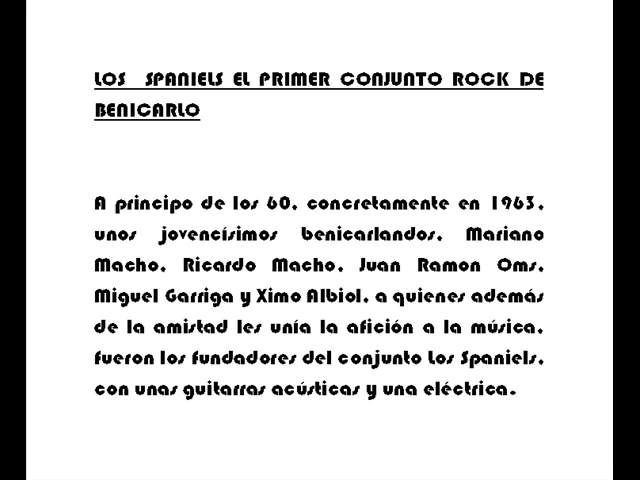 LOS SPANIELS EL PRIMER CONJUNTO ROCK DE
BENICARLO
A principo de los 60, concretamente en 1963,
unos jovencísimos benicarlandos, Mariano
Macho, Ricardo Macho, Juan Ramon Oms,
Miguel Garriga y Ximo Albiol, a quienes además
de la amistad les unía la afición a la música,
fueron los fundadores del conjunto Los Spaniels,
con unas guitarras acústicas y una eléctrica.